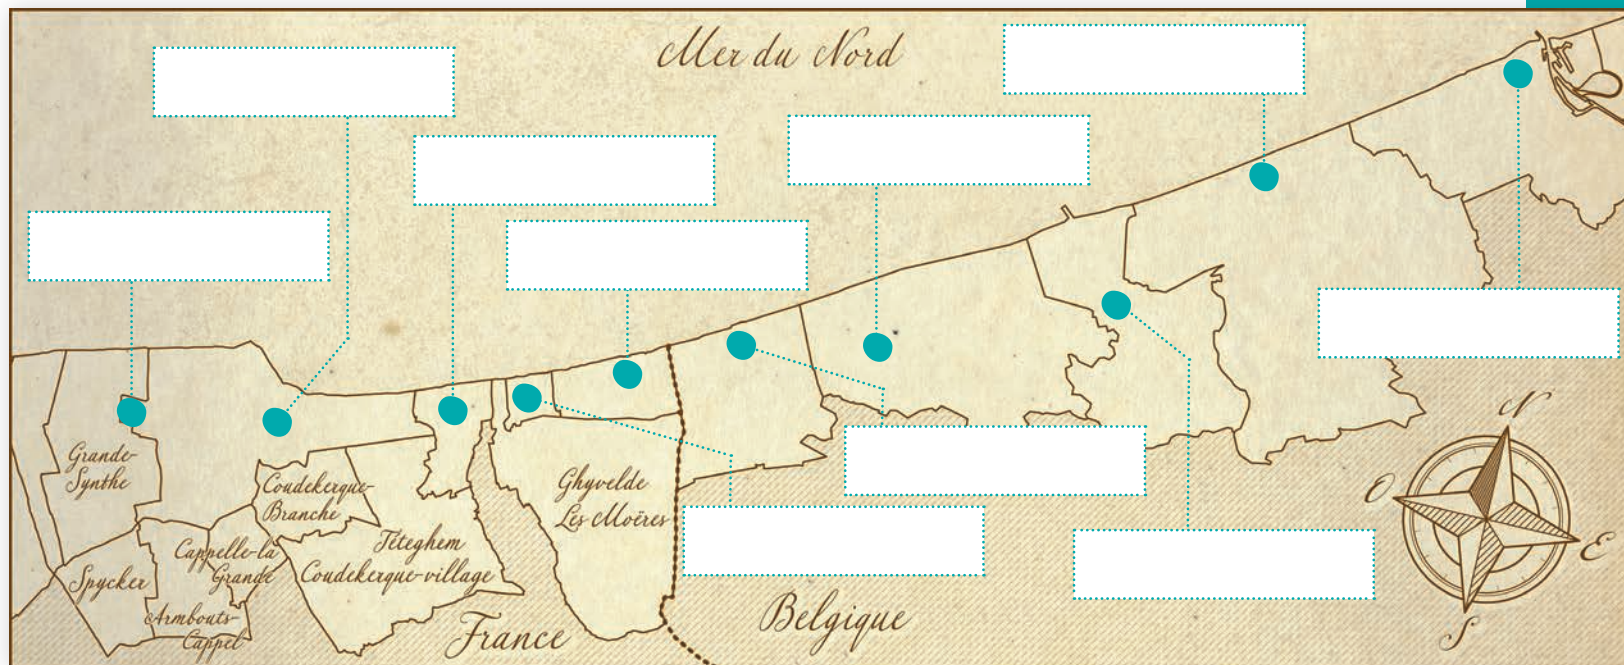 Mer du Nord
Grande-
Synthe
Coudekerque-
Branche
Ghyvelde
Les Moëres
Cappelle-la
Grande
Téteghem
Coudekerque-village
Spycker
Armbouts-
Cappel
France
Belgique
N
O
E
S